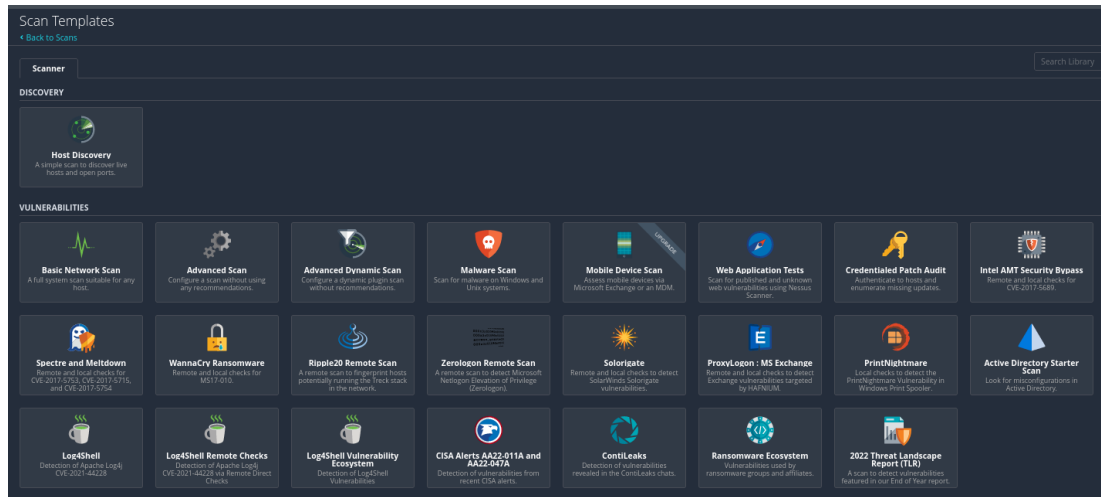 Scan Templates
‹ Back to Scans
Scanner
Search Library
DISCOVERY
Host Discovery
A simple scan to discover live
hosts and open ports.
VULNERABILITIES
Basic Network Scan
A full system scan suitable for any
host.
Advanced Scan
Configure a scan without using
any recommendations.
Advanced Dynamic Scan
Configure a dynamic plugin scan
without recommendations.
Malware Scan
Scan for malware on Windows and
Unix systems.
UPGRADE
Mobile Device Scan
Assess mobile devices via
Microsoft Exchange or an MDM.
Web Application Tests
Scan for published and unknown
web vulnerabilities using Nessus
Scanner.
Credentialed Patch Audit
Authenticate to hosts and
enumerate missing updates.
Intel AMT Security Bypass
Remote and local checks for
CVE-2017-5689.
Spectre and Meltdown
Remote and local checks for
CVE-2017-5753, CVE-2017-5715,
and CVE-2017-5754
WannaCry Ransomware
Remote and local checks for
MS17-010.
Ripple20 Remote Scan
A remote scan to fingerprint hosts
potentially running the Treck stack
in the network.
Zerologon Remote Scan
A remote scan to detect Microsoft
Netlogon Elevation of Privilege
(Zerologon).
Solorigate
Remote and local checks to detect
SolarWinds Solorigate
vulnerabilities.
ProxyLogon : MS Exchange
Remote and local checks to detect
Exchange vulnerabilities targeted
by HAFNIUM.
PrintNightmare
Local checks to detect the
PrintNightmare Vulnerability in
Windows Print Spooler.
Active Directory Starter
Scan
Look for misconfigurations in
Active Directory.
Log4Shell
Detection of Apache Log4j
CVE-2021-44228
Log4Shell Remote Checks
Detection of Apache Log4j
CVE-2021-44228 via Remote Direct
Checks
Log4Shell Vulnerability
Ecosystem
Detection of Log4Shell
Vulnerabilities
CISA Alerts AA22-011A and
AA22-047A
Detection of vulnerabilities from
recent CISA alerts.
ContiLeaks
Detection of vulnerabilities
revealed in the ContiLeaks chats.
Ransomware Ecosystem
Vulnerabilities used by
ransomware groups and affiliates.
2022 Threat Landscape
Report (TLR)
A scan to detect vulnerabilities
featured in our End of Year report.